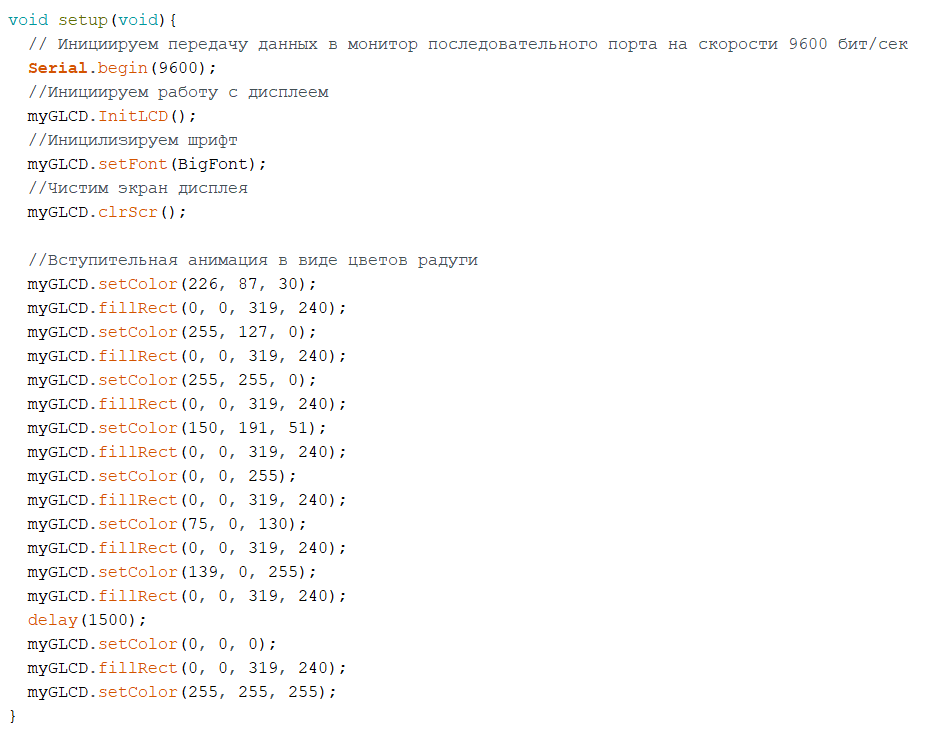 void setup(void){
// Инициируем передачу данных в монитор последовательного порта на скорости 9600 бит/сек
Serial.begin(9600);
//Инициируем работу с дисплеем
myGLCD.InitLCD();
//Иницилизируем шрифт
myGLCD.setFont(BigFont);
//Чистим экран дисплея
myGLCD.clrScr();
//Вступительная анимация в виде цветов радуги
myGLCD.setColor(226, 87, 30);
myGLCD.fillRect(0, 0, 319, 240);
myGLCD.setColor(255, 127, 0);
myGLCD.fillRect(0, 0, 319, 240);
myGLCD.setColor(255, 255, 0);
myGLCD.fillRect(0, 0, 319, 240);
myGLCD.setColor(150, 191, 51);
myGLCD.fillRect(0, 0, 319, 240);
myGLCD.setColor(0, 0, 255);
myGLCD.fillRect(0, 0, 319, 240);
myGLCD.setColor(75, 0, 130);
myGLCD.fillRect(0, 0, 319, 240);
myGLCD.setColor(139, 0, 255);
myGLCD.fillRect(0, 0, 319, 240);
delay(1500);
myGLCD.setColor(0, 0, 0);
myGLCD.fillRect(0, 0, 319, 240);
myGLCD.setColor(255, 255, 255);
}